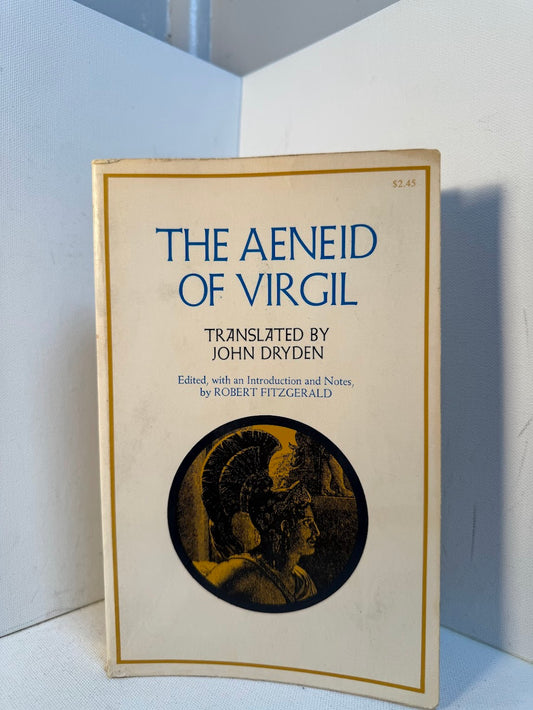 $2.45
THE AENEID
OF VIRGIL
TRANSLATED BY
JOHN DRYDEN
Edited, with an Introduction and Notes,
by ROBERT FITZGERALD